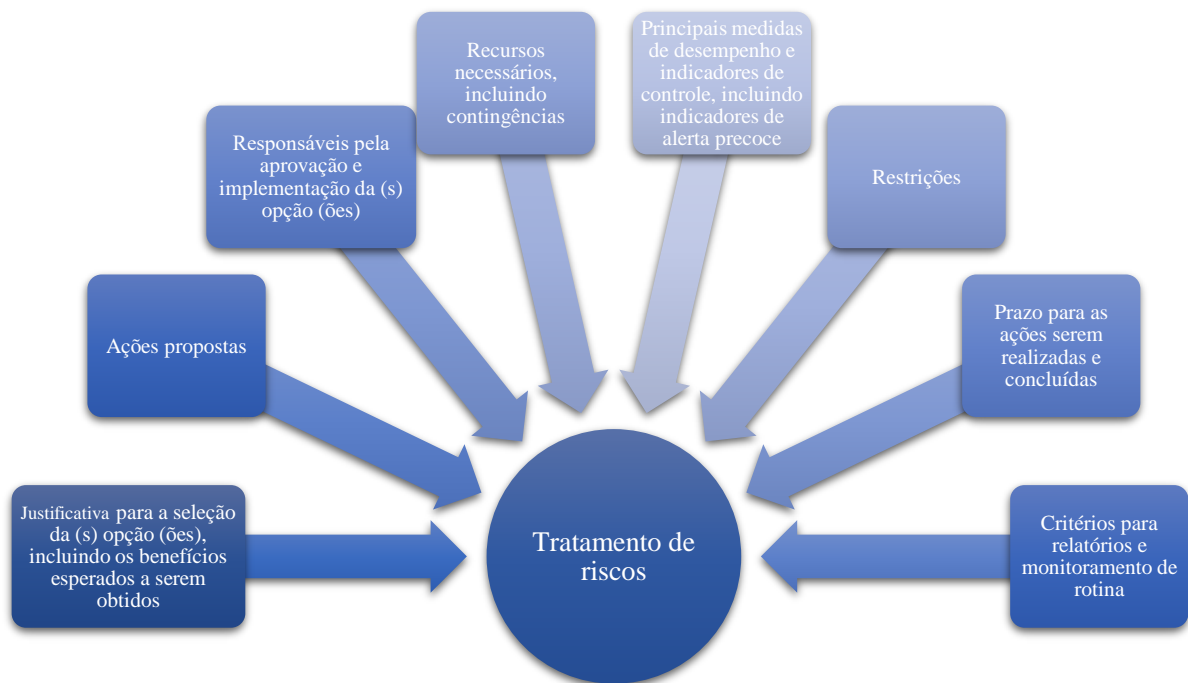 Justificativa para a seleção
da (s) opção (ões),
incluindo os benefícios
esperados a serem
obtidos
Ações propostas
Responsáveis pela
aprovação e
implementação da (s)
opção (ões)
Recursos
necessários,
incluindo
contingências
Principais medidas
de desempenho e
indicadores de
controle, incluindo
indicadores de
alerta precoce
Restrições
Prazo para as
ações serem
realizadas e
concluídas
Critérios para
relatórios e
monitoramento de
rotina
Tratamento de
riscos